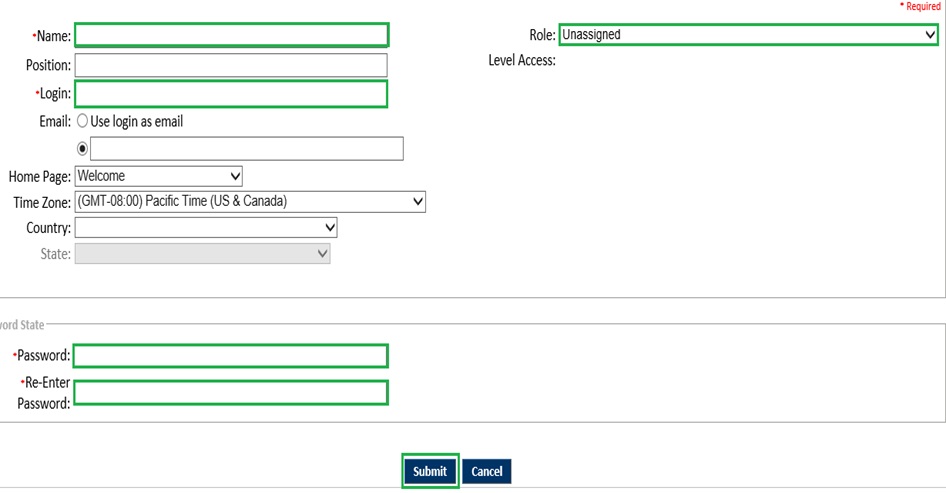 * Required
*Name:
Role: Unassigned
Position:
Level Access:
*Login:
Email: Use login as email
Home Page: Welcome
Time Zone: (GMT-08:00) Pacific Time (US & Canada)
Country:
State:
word State
*Password:
*Re-Enter
Password:
Submit Cancel